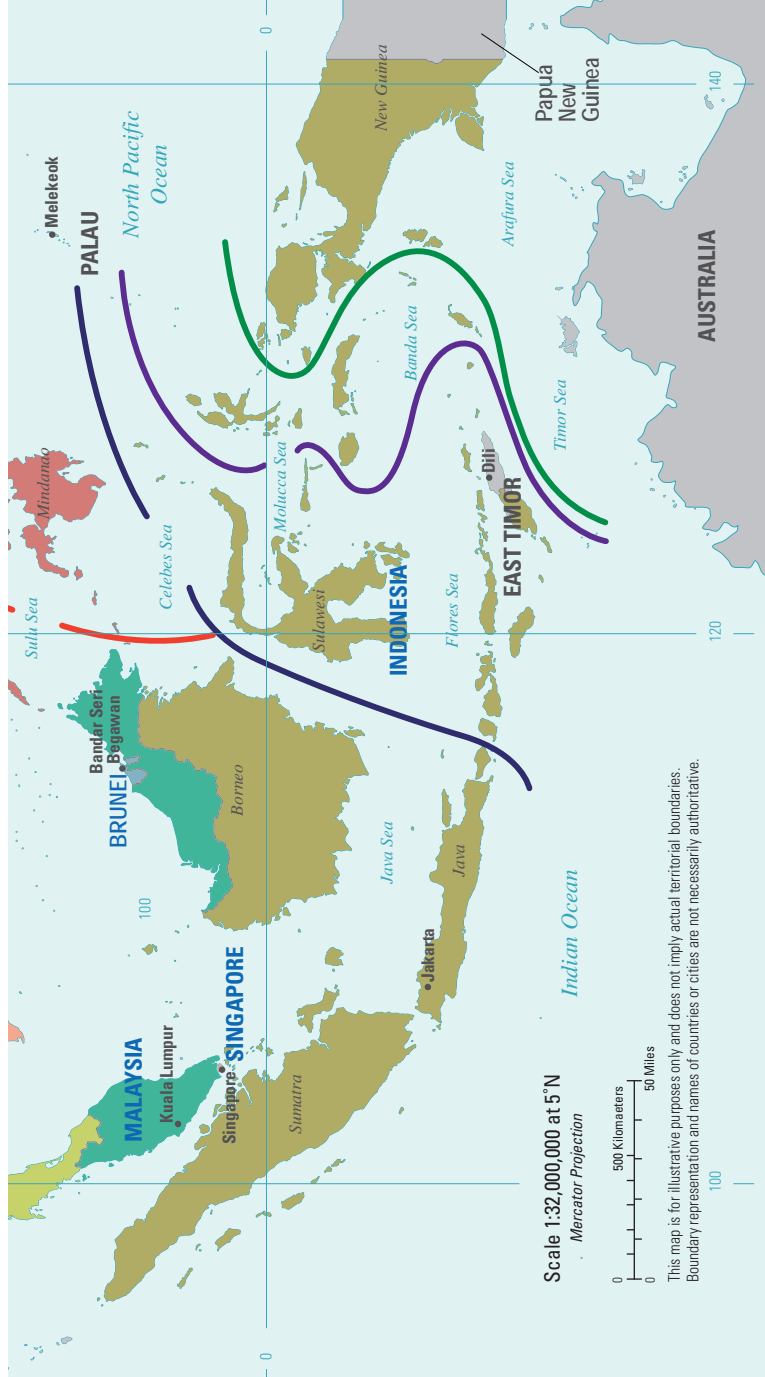 0
Melekeok
PALAU
North Pacific
Ocean
New Guinea
140
Papua
New
Guinea
Arafura Sea
Mindanao
Sulu Sea
Celebes Sea
Molucca Sea
Banda Sea
Timor Sea
AUSTRALIA
Dili
EAST TIMOR
Sulawesi
INDONESIA
Flores Sea
120
Bandar Seri
Begawan
BRUNEI
Borneo
Java Sea
Java
100
Jakarta
Indian Ocean
MALAYSIA
Kuala Lumpur
SINGAPORE
Singapore
Sumatra
100
0
Scale 1:32,000,000 at 5°N
Mercator Projection
0 500 Kilomaeters
0 50 Miles
This map is for illustrative purposes only and does not imply actual territorial boundaries.
Boundary representation and names of countries or cities are not necessarily authoritative.